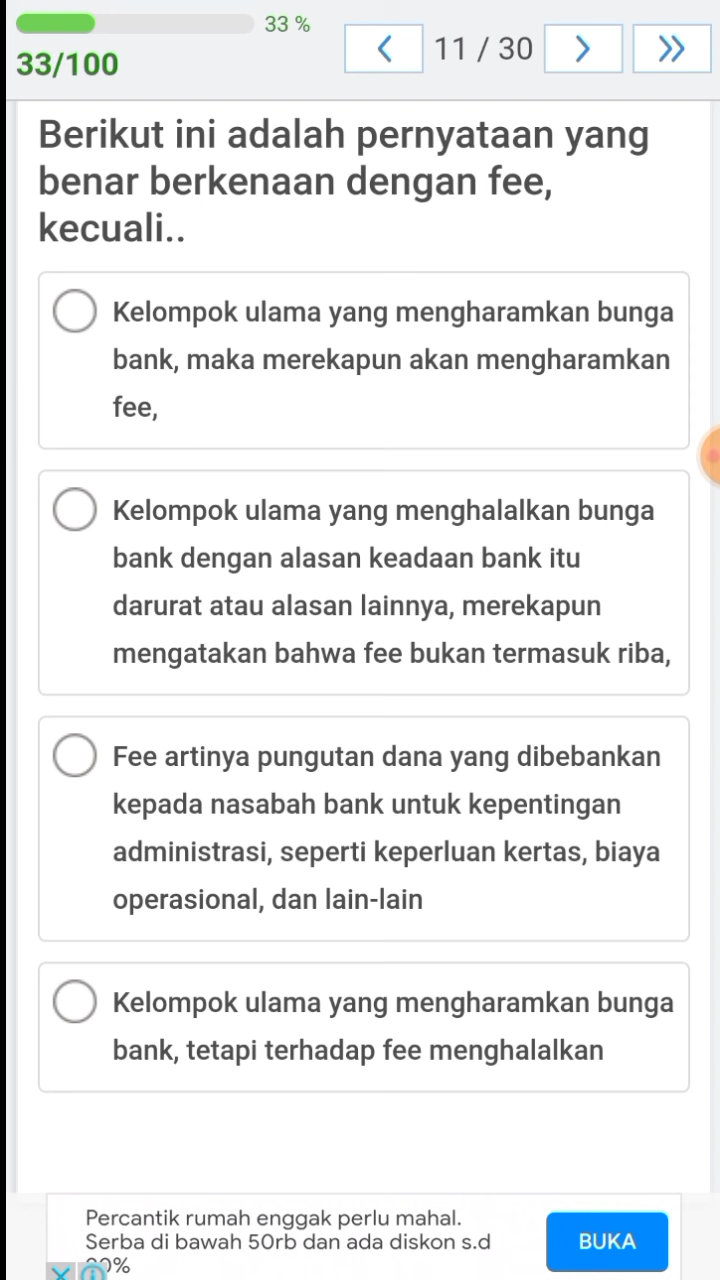 33 %
33/100
11 / 30
Berikut ini adalah pernyataan yang
benar berkenaan dengan fee,
kecuali..
Kelompok ulama yang mengharamkan bunga
bank, maka merekapun akan mengharamkan
fee,
Kelompok ulama yang menghalalkan bunga
bank dengan alasan keadaan bank itu
darurat atau alasan lainnya, merekapun
mengatakan bahwa fee bukan termasuk riba,
Fee artinya pungutan dana yang dibebankan
kepada nasabah bank untuk kepentingan
administrasi, seperti keperluan kertas, biaya
operasional, dan lain-lain
Kelompok ulama yang mengharamkan bunga
bank, tetapi terhadap fee menghalalkan
Percantik rumah enggak perlu mahal.
Serba di bawah 50rb dan ada diskon s.d
BUKA